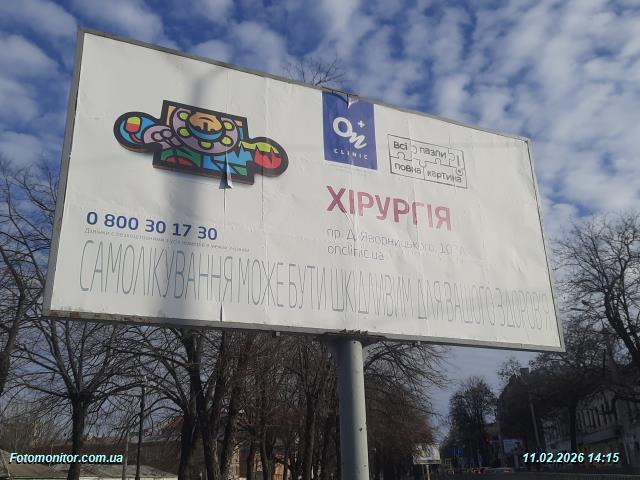 On+
CLINIC
всі пазли
повна картина
ХІРУРГІЯ
0 800 30 17 30
пр. Д. Яворницького,
onclinic.ua
САМОЛІКУВАННЯ МОЖЕ БУТИ ШКІДЛИВИМ ДЛЯ ВАШОГО ЗДОРОВ'Я
Fotomonitor.com.ua
11.02.2026 14:15